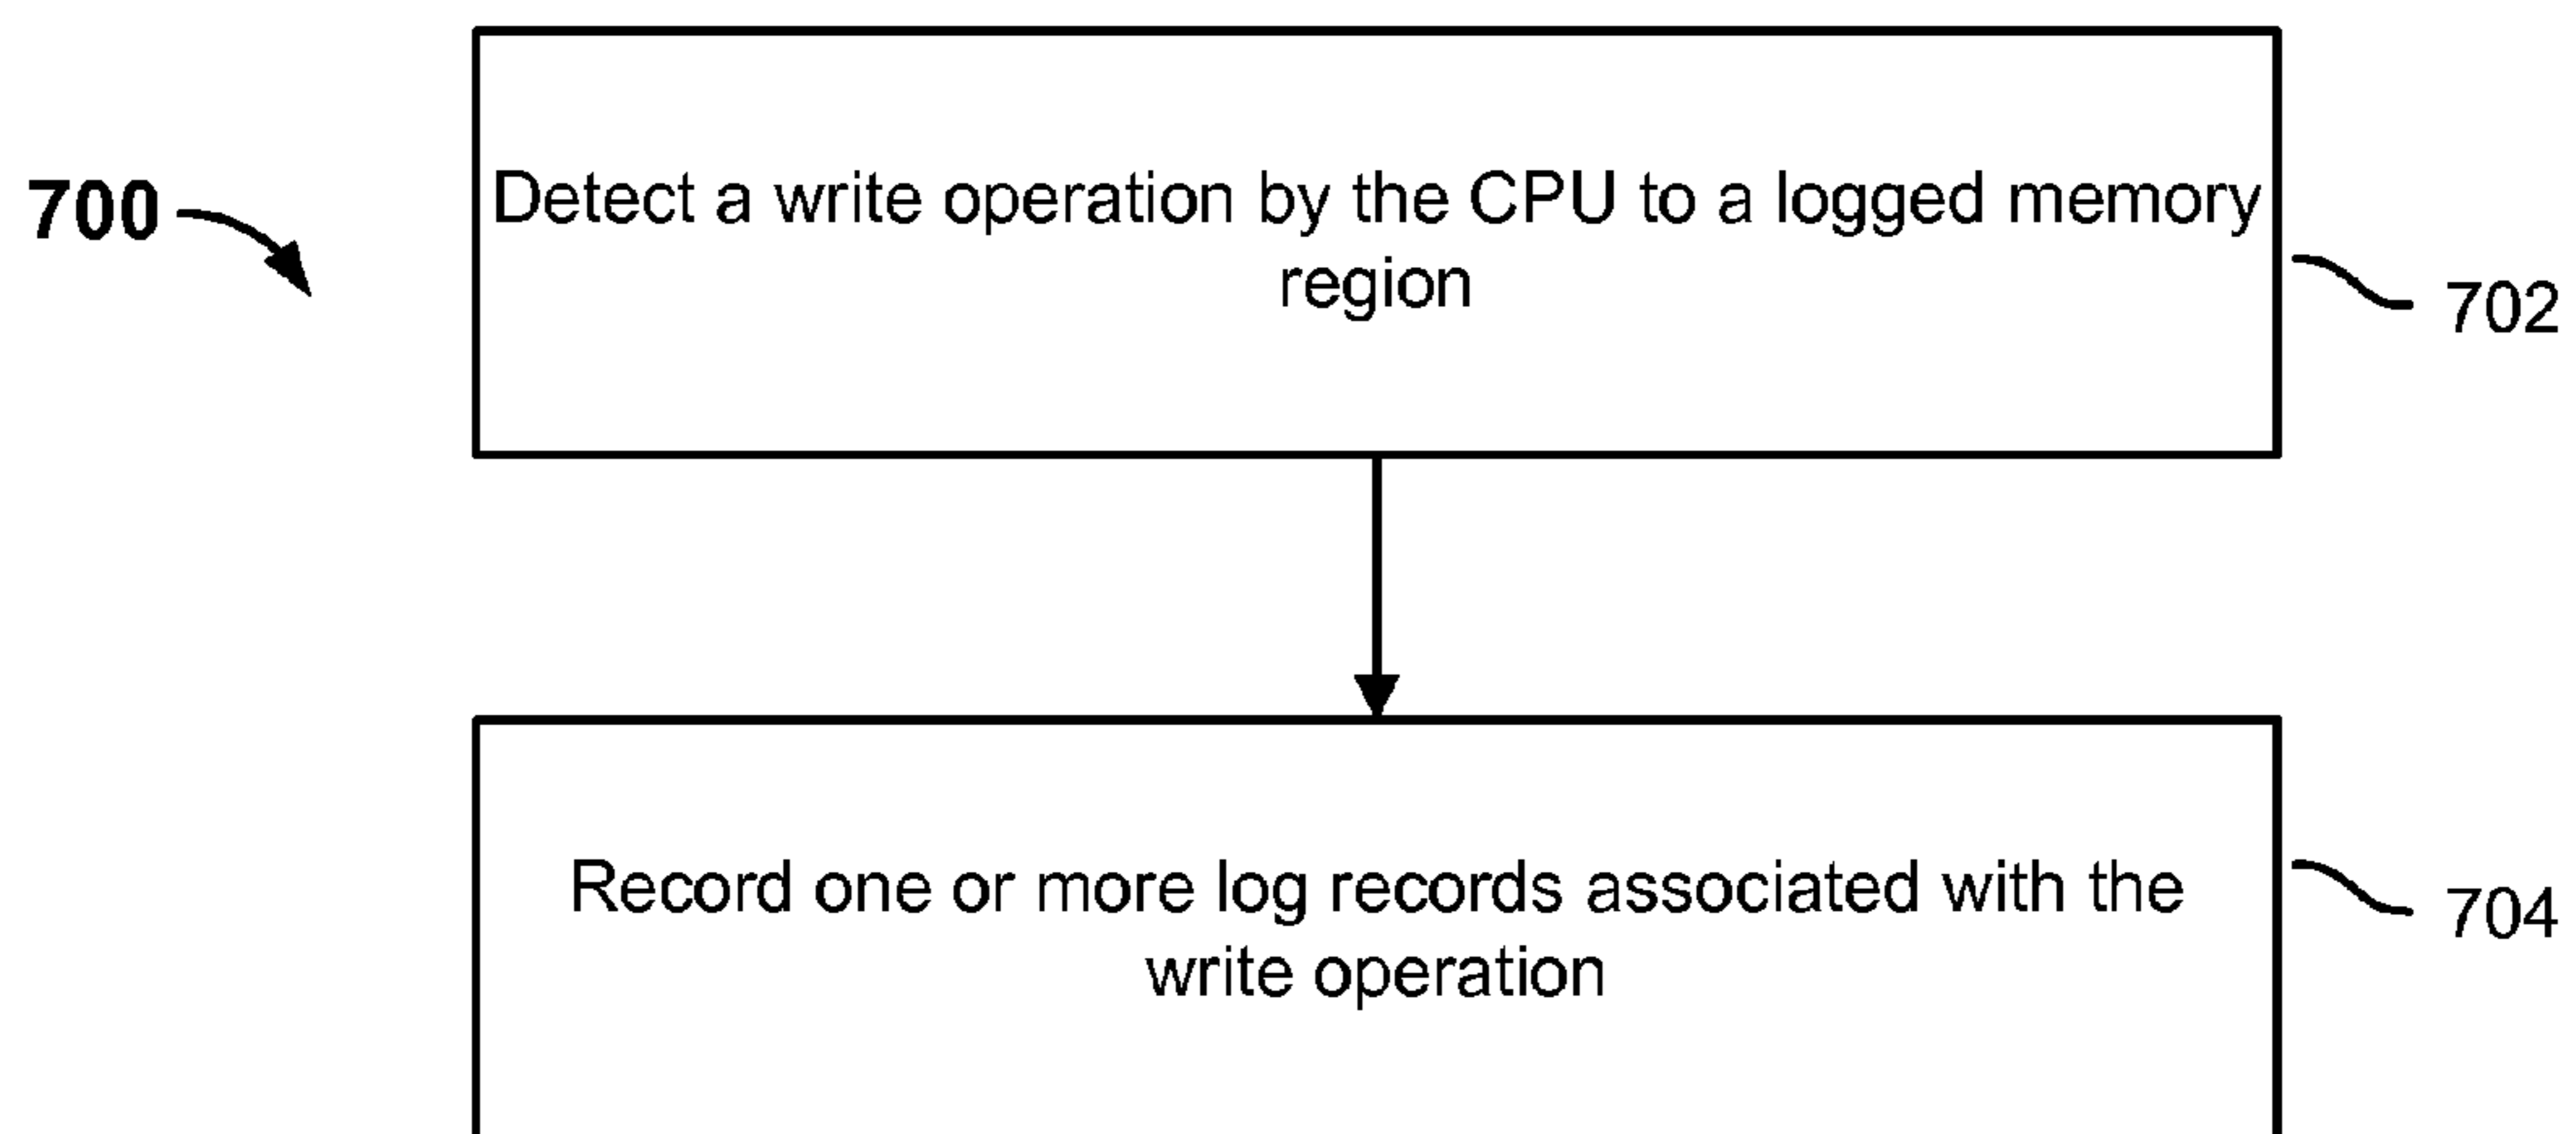 700
Detect a write operation by the CPU to a logged memory
region
702
Record one or more log records associated with the
write operation
704